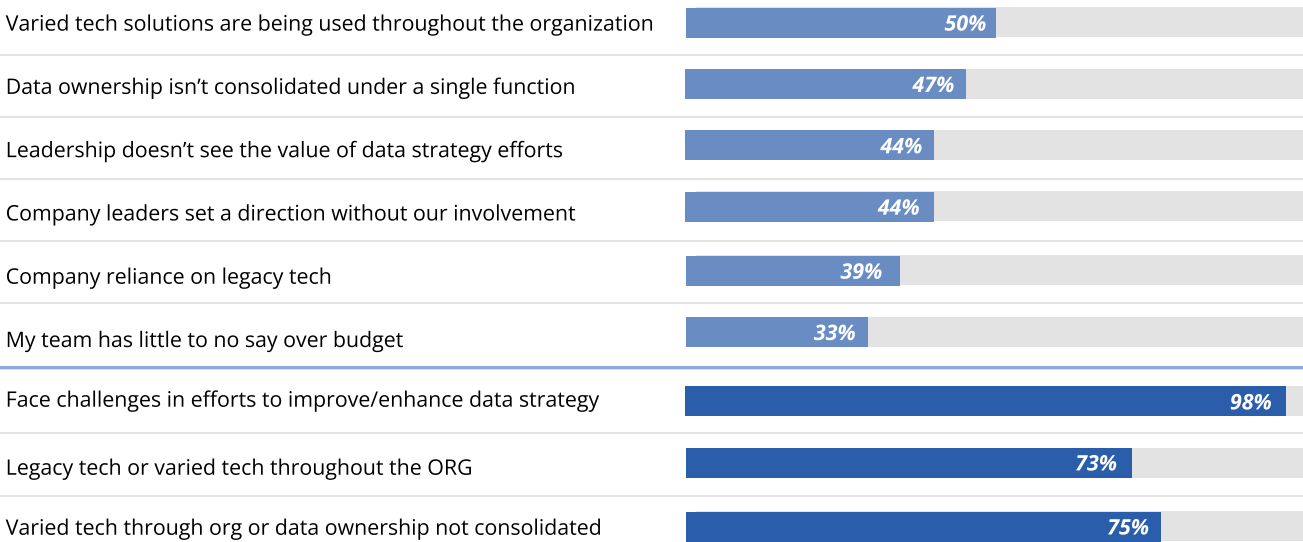 Varied tech solutions are being used throughout the organization 50%
Data ownership isn’t consolidated under a single function 47%
Leadership doesn’t see the value of data strategy efforts 44%
Company leaders set a direction without our involvement 44%
Company reliance on legacy tech 39%
My team has little to no say over budget 33%
Face challenges in efforts to improve/enhance data strategy 98%
Legacy tech or varied tech throughout the ORG 73%
Varied tech through org or data ownership not consolidated 75%